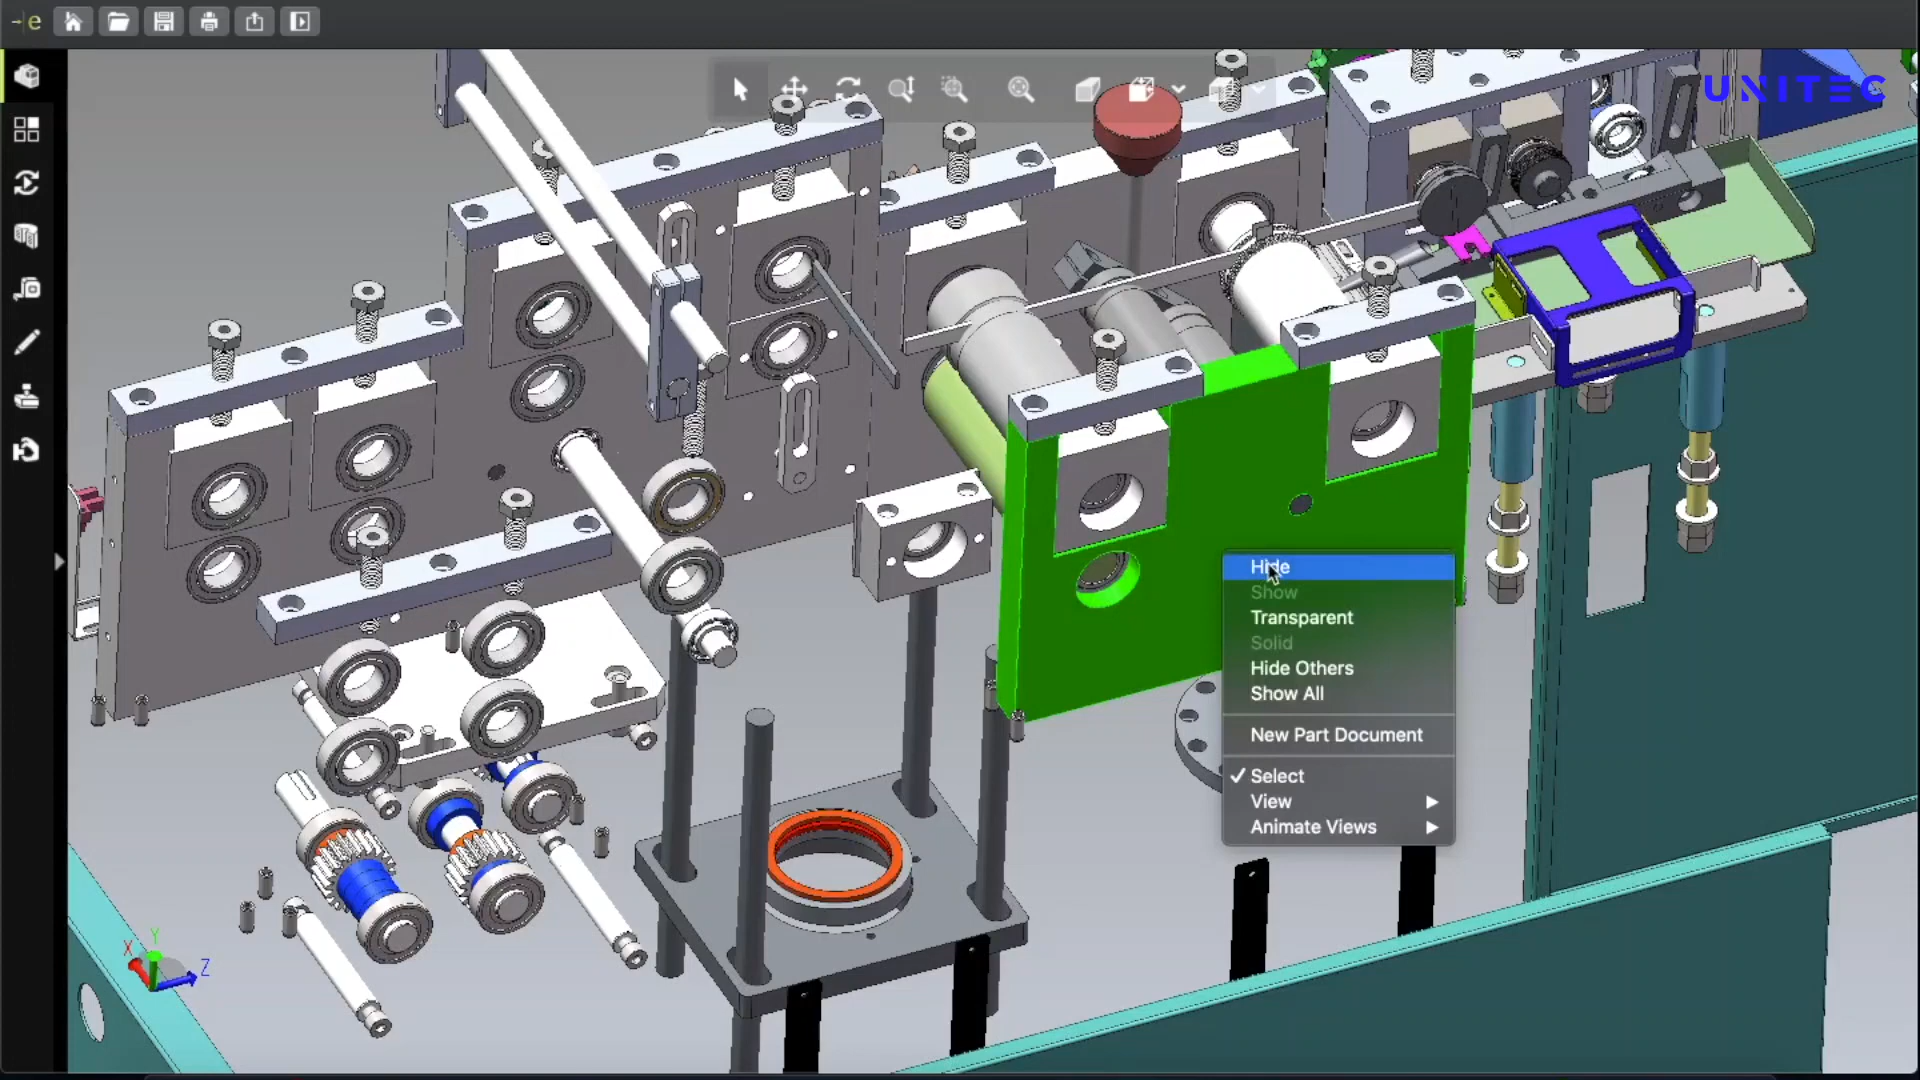 e
UNITEC
Hide
Show
Transparent
Solid
Hide Others
Show All
New Part Document
Select
View
Animate Views
X
Y
Z